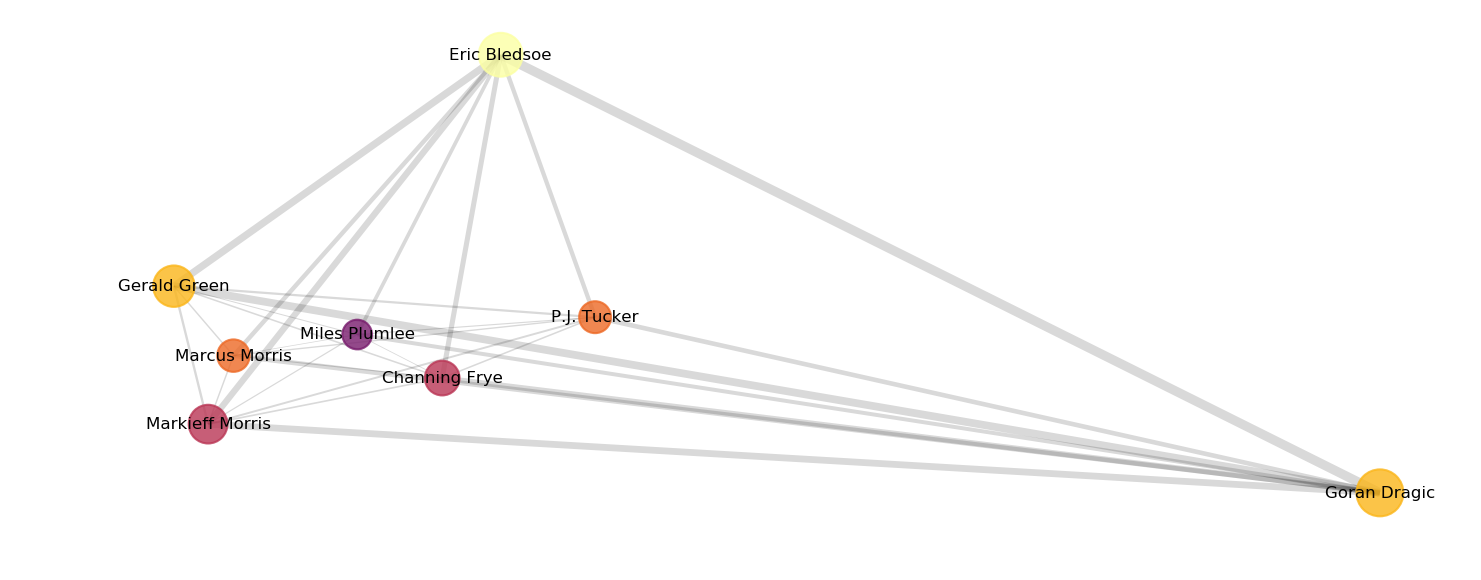 Eric Bledsoe
Gerald Green
P.J. Tucker
Miles Plumlee
Marcus Morris
Channing Frye
Markieff Morris
Goran Dragic